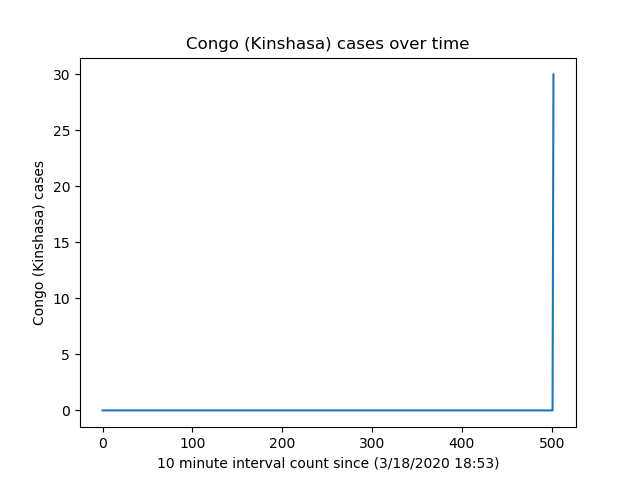 Congo (Kinshasa) cases over time
30
25
20
15
10
5
0
Congo (Kinshasa) cases
0 100 200 300 400 500
10 minute interval count since (3/18/2020 18:53)